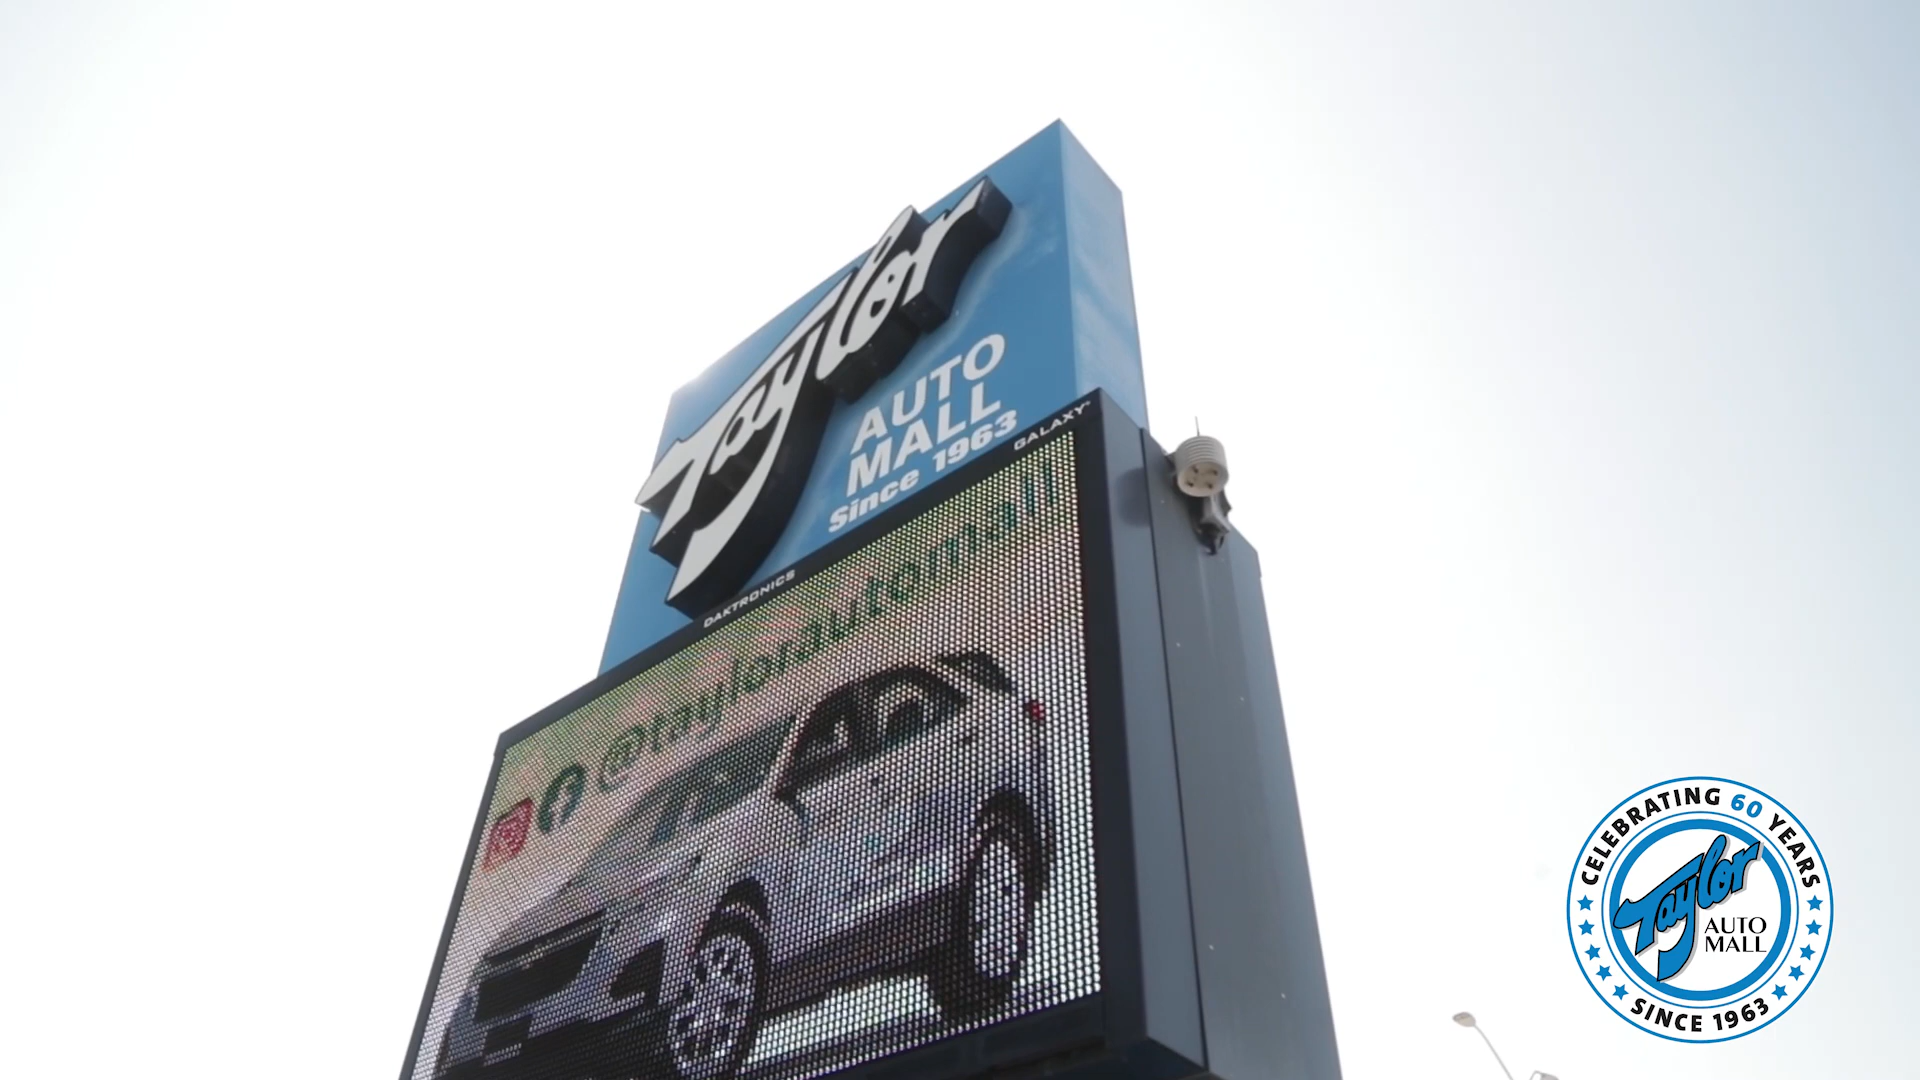 Taylor
AUTO
MALL
Since 1963
DAKTRONICS
GALAXY
@taylorautomall
CELEBRATING 60 YEARS
Taylor
AUTO
MALL
SINCE 1963